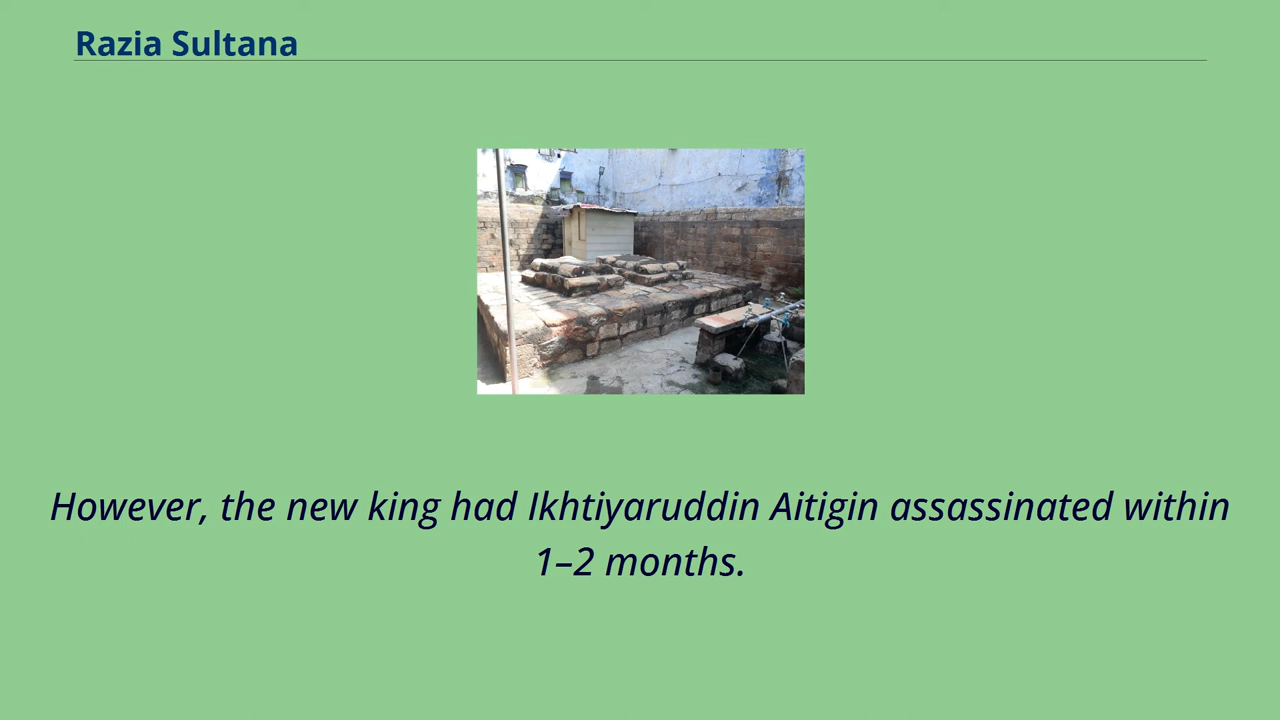 Razia Sultana
However, the new king had Ikhtiyaruddin Aitigin assassinated within
1–2 months.